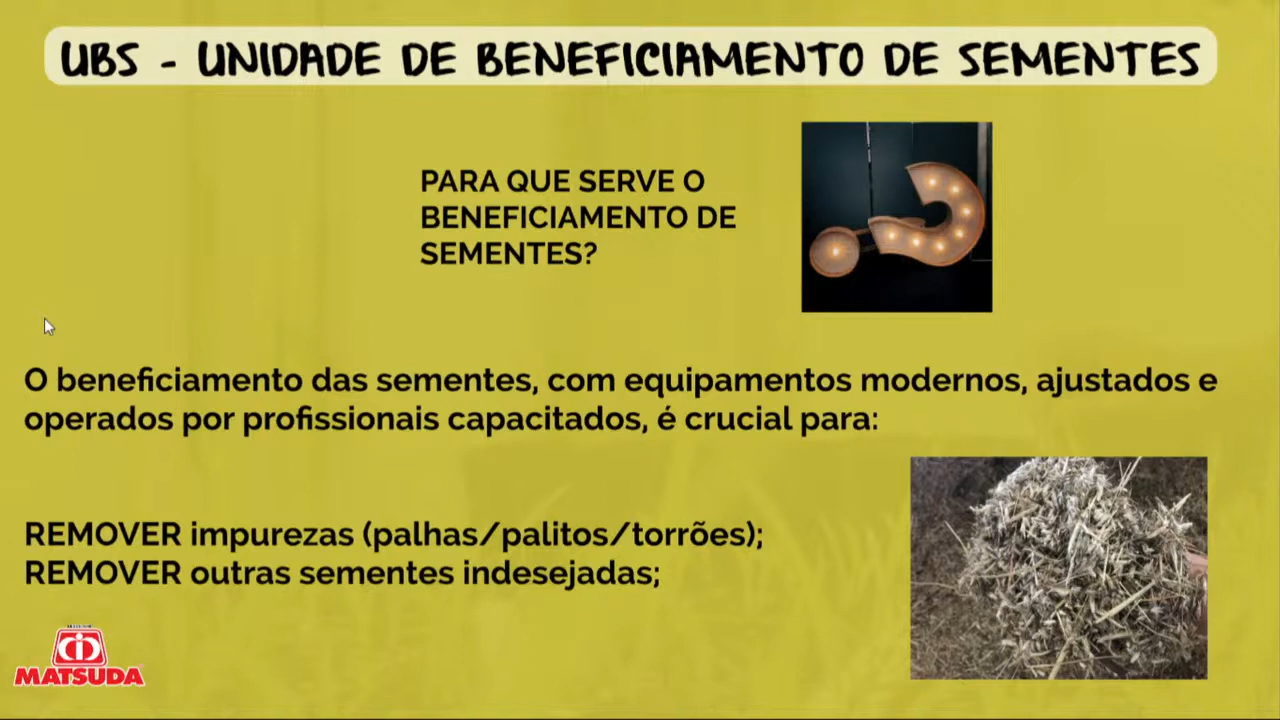 UBS - UNIDADE DE BENEFICIAMENTO DE SEMENTES
PARA QUE SERVE O
BENEFICIAMENTO DE
SEMENTES?
O beneficiamento das sementes, com equipamentos modernos, ajustados e
operados por profissionais capacitados, é crucial para:
REMOVER impurezas (palhas/palitos/torrões);
REMOVER outras sementes indesejadas;
MATSUDA